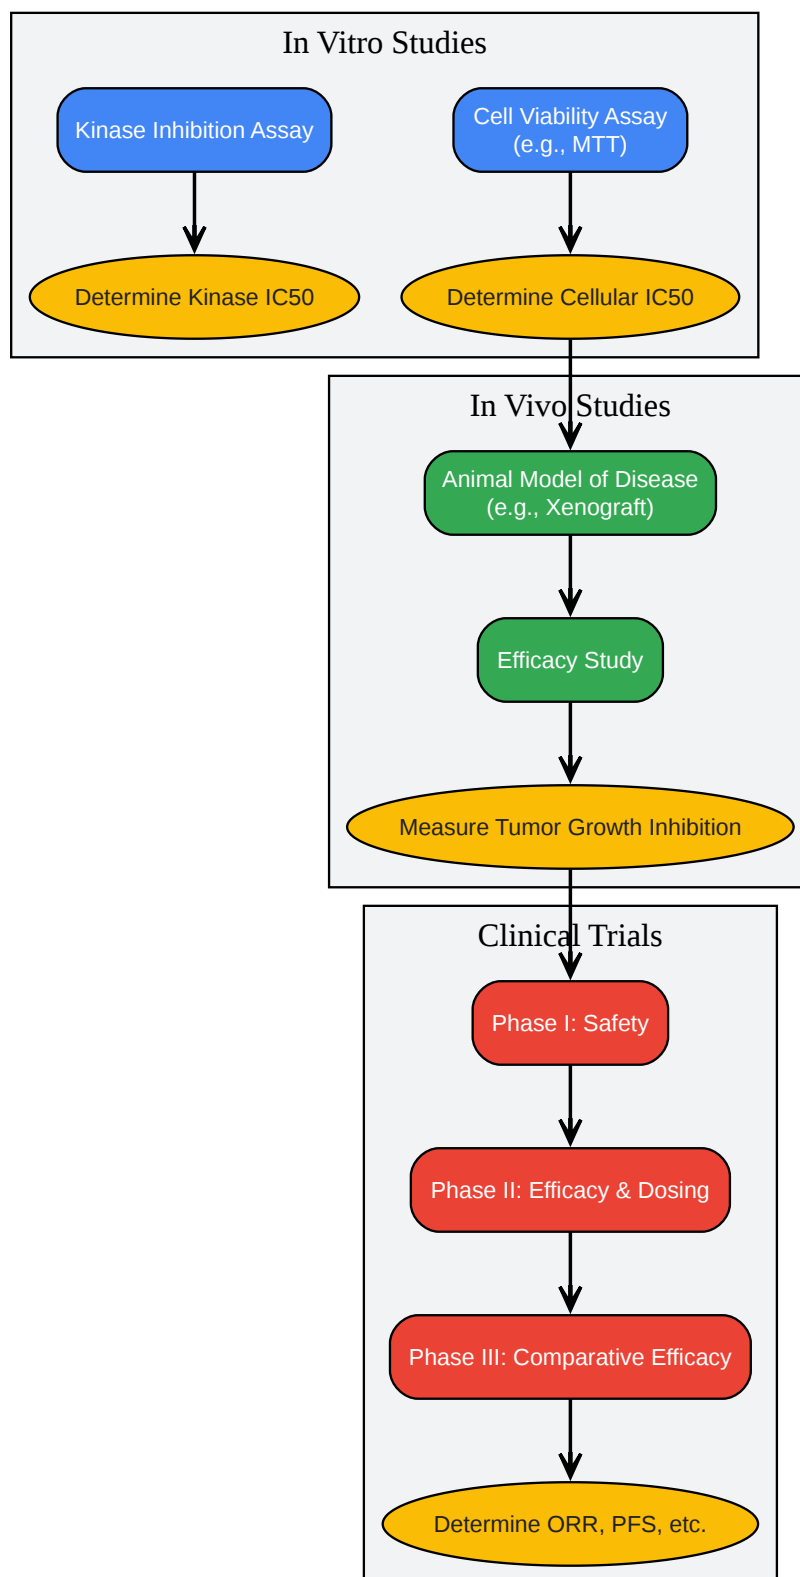 In Vitro Studies
Kinase Inhibition Assay
Cell Viability Assay
(e.g., MTT)
Determine Kinase IC50
Determine Cellular IC50
In Vivo Studies
Animal Model of Disease
(e.g., Xenograft)
Efficacy Study
Measure Tumor Growth Inhibition
Clinical Trials
Phase I: Safety
Phase II: Efficacy & Dosing
Phase III: Comparative Efficacy
Determine ORR, PFS, etc.